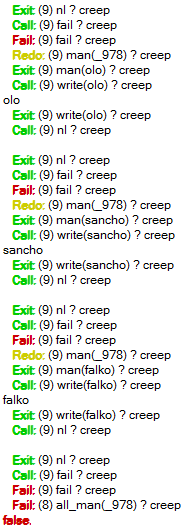 Exit: (9) nl ? creep
Call: (9) fail ? creep
Fail: (9) fail ? creep
Redo: (9) man(_978) ? creep
Exit: (9) man(olo) ? creep
Call: (9) write(olo) ? creep
olo
Exit: (9) write(olo) ? creep
Call: (9) nl ? creep
Exit: (9) nl ? creep
Call: (9) fail ? creep
Fail: (9) fail ? creep
Redo: (9) man(_978) ? creep
Exit: (9) man(sancho) ? creep
Call: (9) write(sancho) ? creep
sancho
Exit: (9) write(sancho) ? creep
Call: (9) nl ? creep
Exit: (9) nl ? creep
Call: (9) fail ? creep
Fail: (9) fail ? creep
Redo: (9) man(_978) ? creep
Exit: (9) man(falko) ? creep
Call: (9) write(falko) ? creep
falko
Exit: (9) write(falko) ? creep
Call: (9) nl ? creep
Exit: (9) nl ? creep
Call: (9) fail ? creep
Fail: (9) fail ? creep
Fail: (8) all_man(_978) ? creep
false.